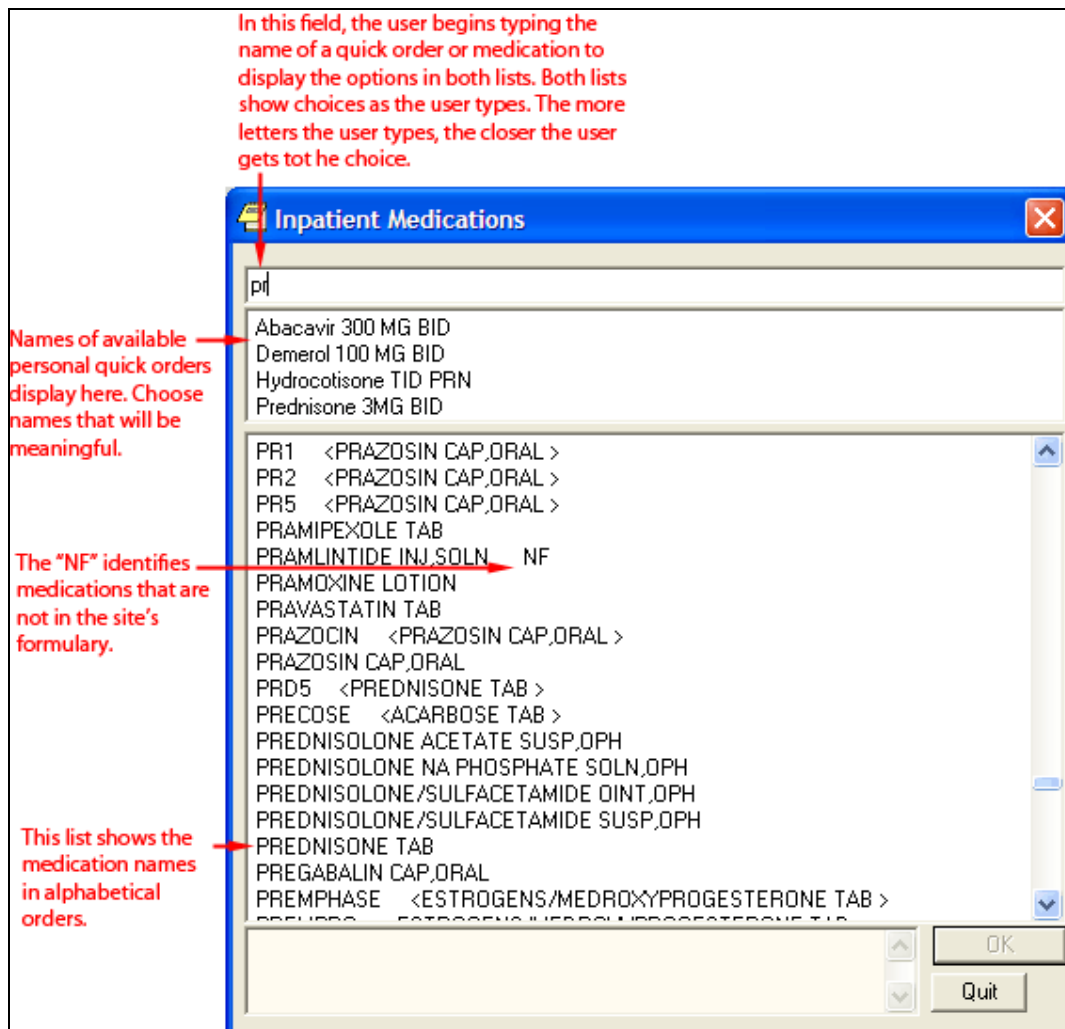 In this field, the user begins typing the
name of a quick order or medication to
display the options in both lists. Both lists
show choices as the user types. The more
letters the user types, the closer the user
gets tot he choice.
Inpatient Medications
pr
Names of available
personal quick orders
display here. Choose
names that will be
meaningful.
Abacavir 300 MG BID
Demerol 100 MG BID
Hydrocotisone TID PRN
Prednisone 3MG BID
PR1 <PRAZOSIN CAP,ORAL >
PR2 <PRAZOSIN CAP,ORAL >
PR5 <PRAZOSIN CAP,ORAL >
PRAMIPEXOLE TAB
PRAMLINTIDE INJ,SOLN NF
PRAMOXINE LOTION
PRAVASTATIN TAB
PRAZOCIN <PRAZOSIN CAP,ORAL >
PRAZOSIN CAP,ORAL
PRD5 <PREDNISONE TAB >
PRECOSE <ACARBOSE TAB >
PREDNISOLONE ACETATE SUSP,OPH
PREDNISOLONE NA PHOSPHATE SOLN,OPH
PREDNISOLONE/SULFACETAMIDE OINT,OPH
PREDNISOLONE/SULFACETAMIDE SUSP,OPH
PREDNISONE TAB
PREGABALIN CAP,ORAL
PREMPHASE <ESTROGENS/MEDROXYPROGESTERONE TAB >
The "NF" identifies
medications that are
not in the site's
formulary.
This list shows the
medication names
in alphabetical
orders.
OK
Quit